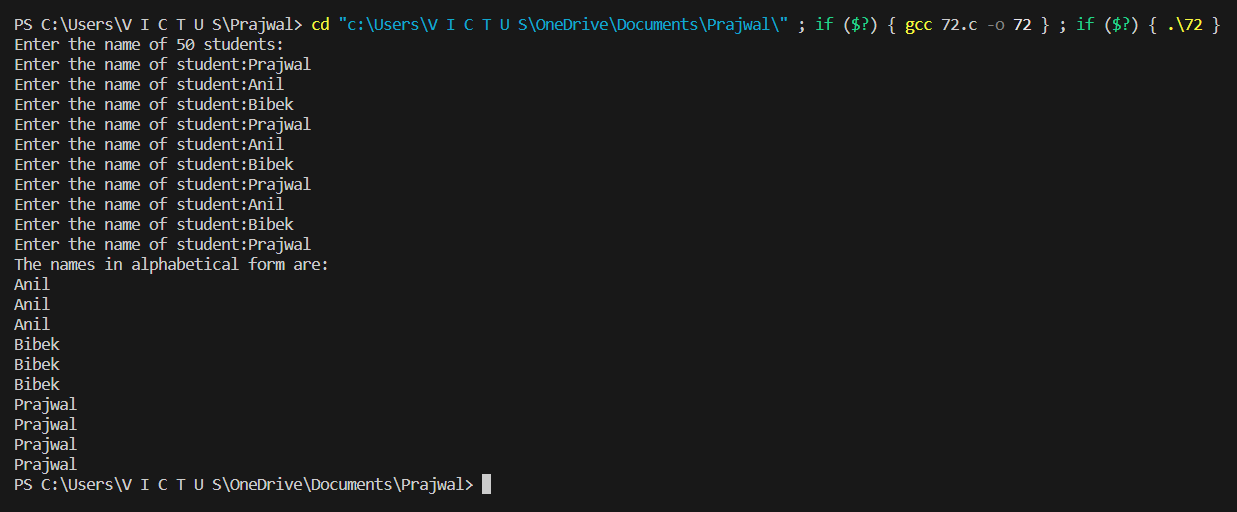 PS C:\Users\V I C T U S\Prajwal> cd "c:\Users\V I C T U S\OneDrive\Documents\Prajwal\" ; if ($?) { gcc 72.c -o 72 } ; if ($?) { .\72 }
Enter the name of 50 students:
Enter the name of student:Prajwal
Enter the name of student:Anil
Enter the name of student:Bibek
Enter the name of student:Prajwal
Enter the name of student:Anil
Enter the name of student:Bibek
Enter the name of student:Prajwal
Enter the name of student:Anil
Enter the name of student:Bibek
Enter the name of student:Prajwal
The names in alphabetical form are:
Anil
Anil
Anil
Bibek
Bibek
Bibek
Prajwal
Prajwal
Prajwal
Prajwal
PS C:\Users\V I C T U S\OneDrive\Documents\Prajwal>